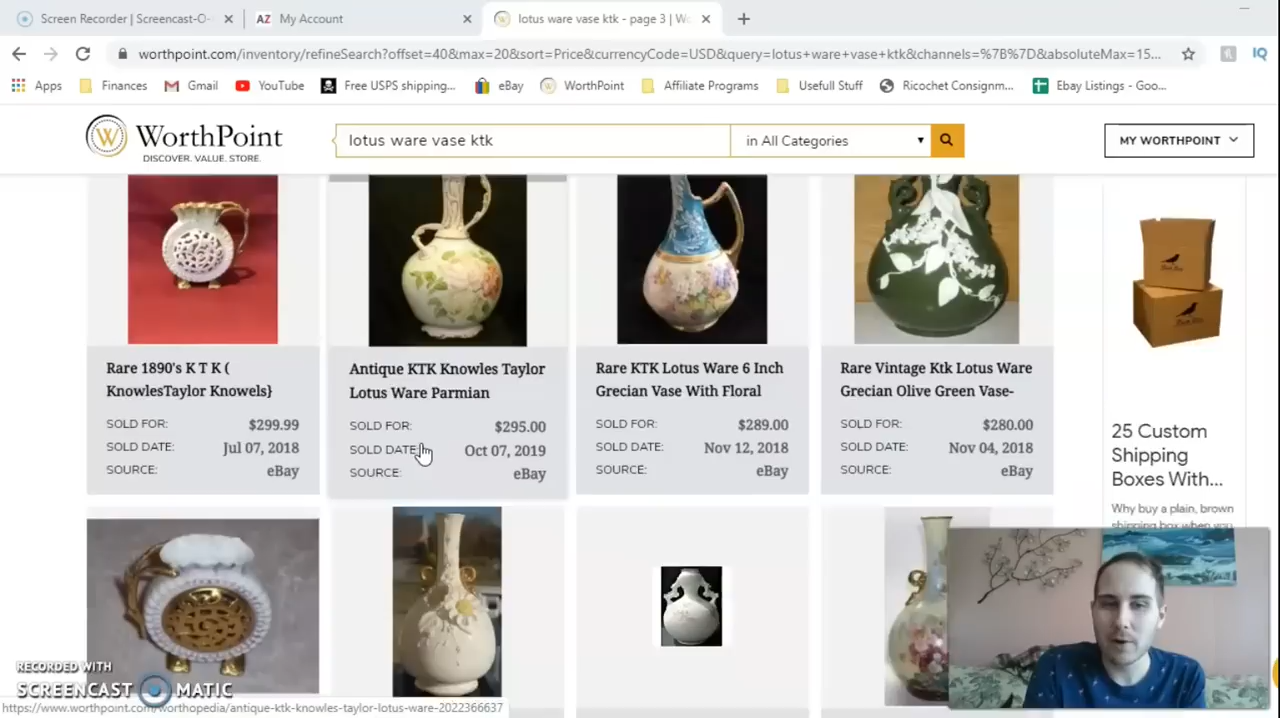 Screen Recorder | Screencast-O- × AZ My Account × lotus ware vase ktk - page 3 | Wo ×
worthpoint.com/inventory/refineSearch?offset=40&max=20&sort=Price&currencyCode=USD&query=lotus+ware+vase+ktk&channels=%7B%7D&absoluteMax=15...
Apps Finances Gmail YouTube Free USPS shipping... eBay WorthPoint Affiliate Programs Usefull Stuff Ricochet Consignm... Ebay Listings - Goo...
WorthPoint
DISCOVER. VALUE. STORE.
lotus ware vase ktk
in All Categories
MY WORTHPOINT
Rare 1890's K T K (
KnowlesTaylor Knowels}
SOLD FOR: $299.99
SOLD DATE: Jul 07, 2018
SOURCE: eBay
Antique KTK Knowles Taylor
Lotus Ware Parmian
SOLD FOR: $295.00
SOLD DATE: Oct 07, 2019
SOURCE: eBay
Rare KTK Lotus Ware 6 Inch
Grecian Vase With Floral
SOLD FOR: $289.00
SOLD DATE: Nov 12, 2018
SOURCE: eBay
Rare Vintage Ktk Lotus Ware
Grecian Olive Green Vase-
SOLD FOR: $280.00
SOLD DATE: Nov 04, 2018
SOURCE: eBay
25 Custom
Shipping
Boxes With...
Why buy a plain, brown
shipping box when you
RECORDED WITH
SCREENCAST MATIC
https://www.worthpoint.com/worthopedia/antique-ktk-knowles-taylor-lotus-ware-2022366637